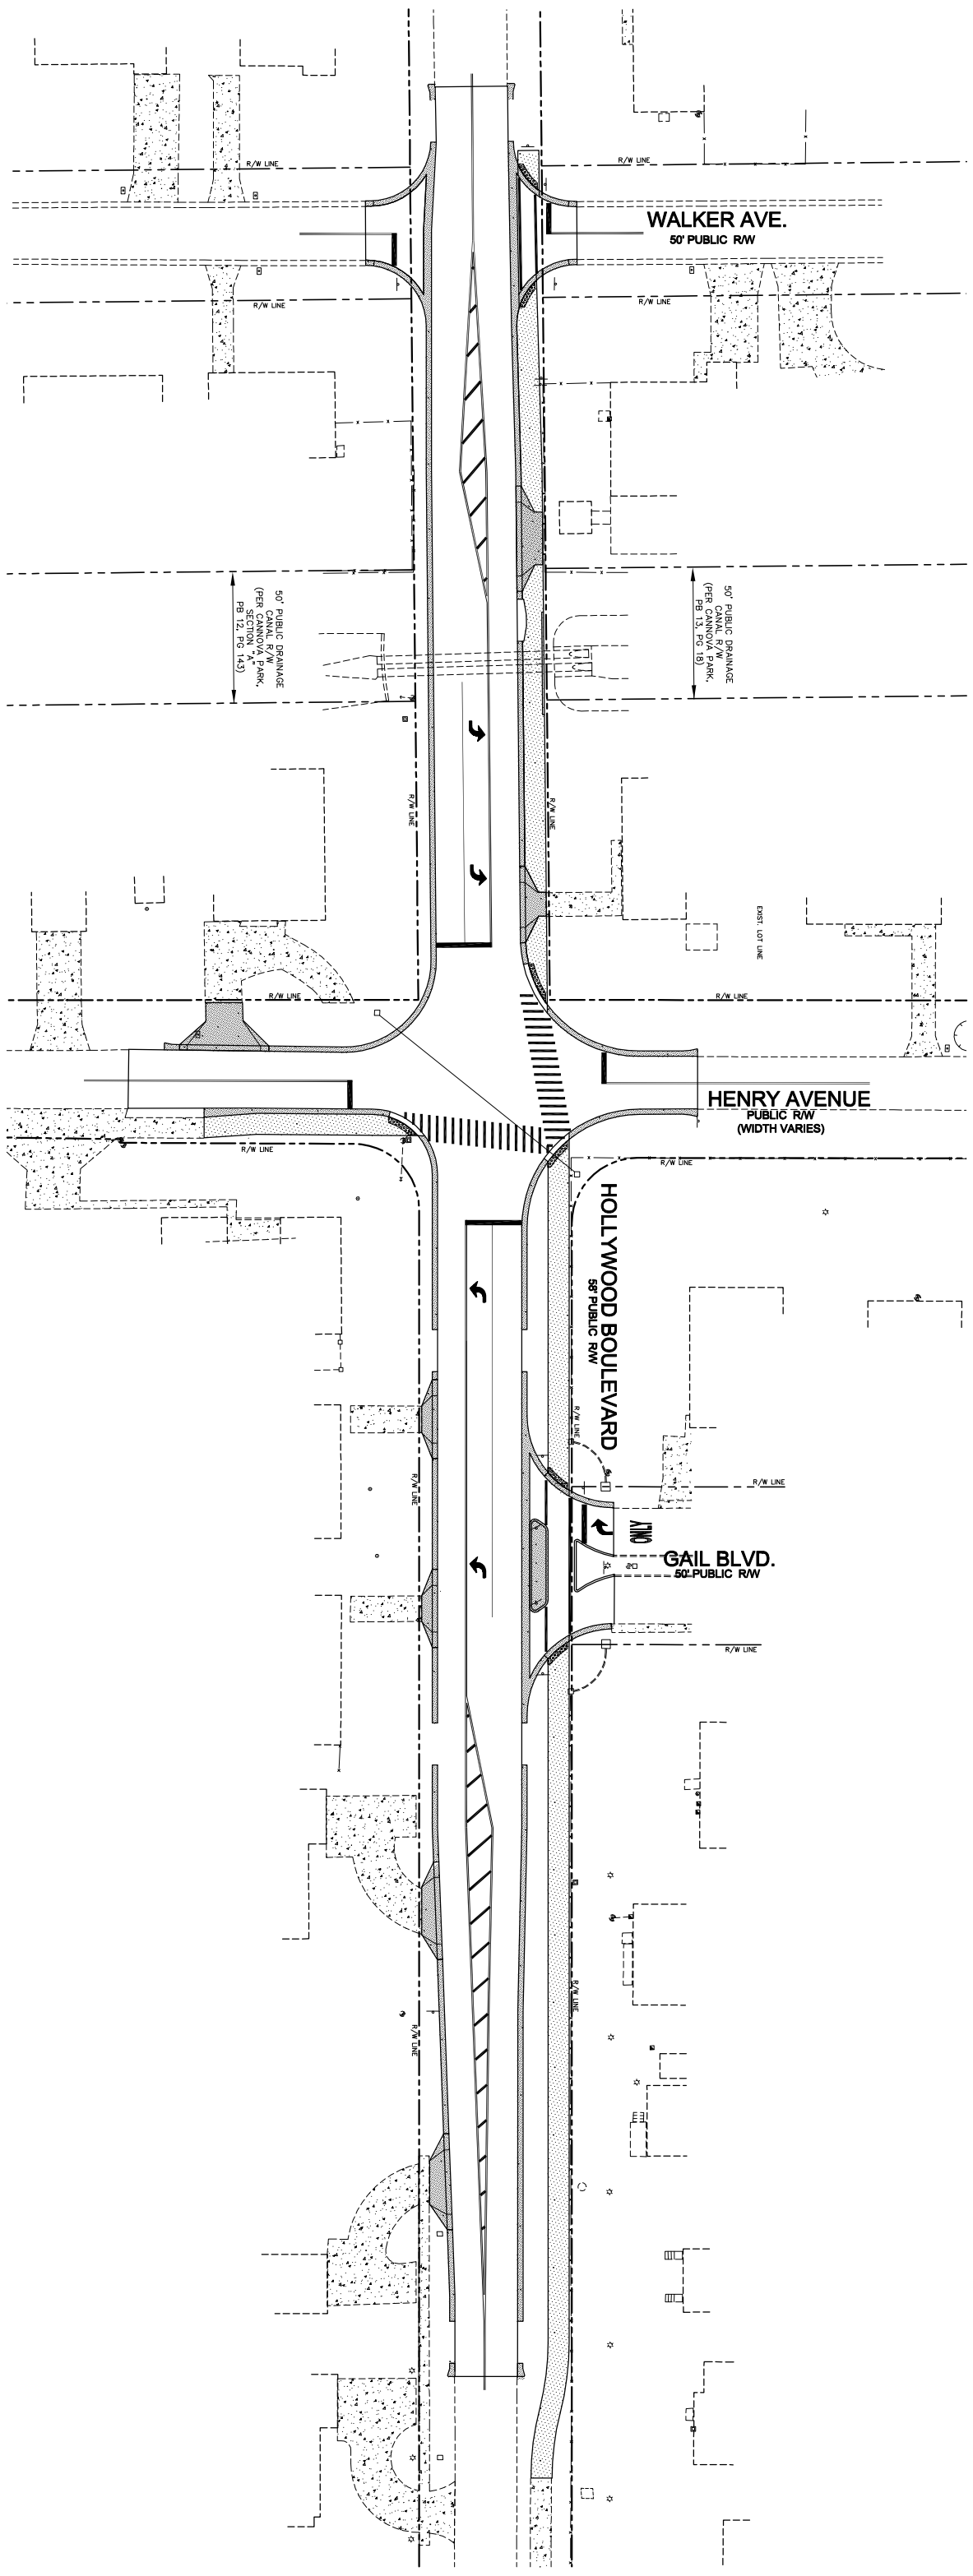 R/W LINE
R/W LINE
WALKER AVE.
50' PUBLIC R/W
R/W LINE
R/W LINE
50' PUBLIC DRAINAGE
CANAL R/W
(PER CANNOVA PARK,
SECTION "A"
PB 12, PG 143)
50' PUBLIC DRAINAGE
CANAL R/W
(PER CANNOVA PARK,
PB 13, PG 18)
R/W LINE
R/W LINE
EXIST. LOT LINE
R/W LINE
R/W LINE
HENRY AVENUE
PUBLIC R/W
(WIDTH VARIES)
R/W LINE
R/W LINE
HOLLYWOOD BOULEVARD
58' PUBLIC R/W
R/W LINE
R/W LINE
R/W LINE
ONLY
GAIL BLVD.
50' PUBLIC R/W
R/W LINE
R/W LINE
R/W LINE